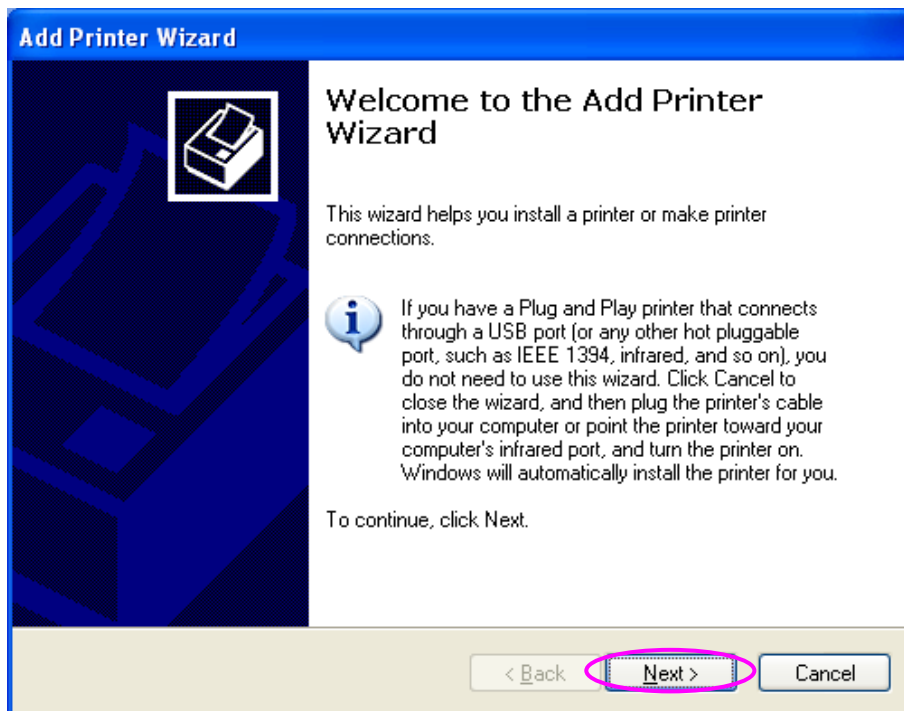 Add Printer Wizard
Welcome to the Add Printer
Wizard
This wizard helps you install a printer or make printer
connections.
If you have a Plug and Play printer that connects
through a USB port (or any other hot pluggable
port, such as IEEE 1394, infrared, and so on), you
do not need to use this wizard. Click Cancel to
close the wizard, and then plug the printer's cable
into your computer or point the printer toward your
computer's infrared port, and turn the printer on.
Windows will automatically install the printer for you.
To continue, click Next.
< Back
Next >
Cancel